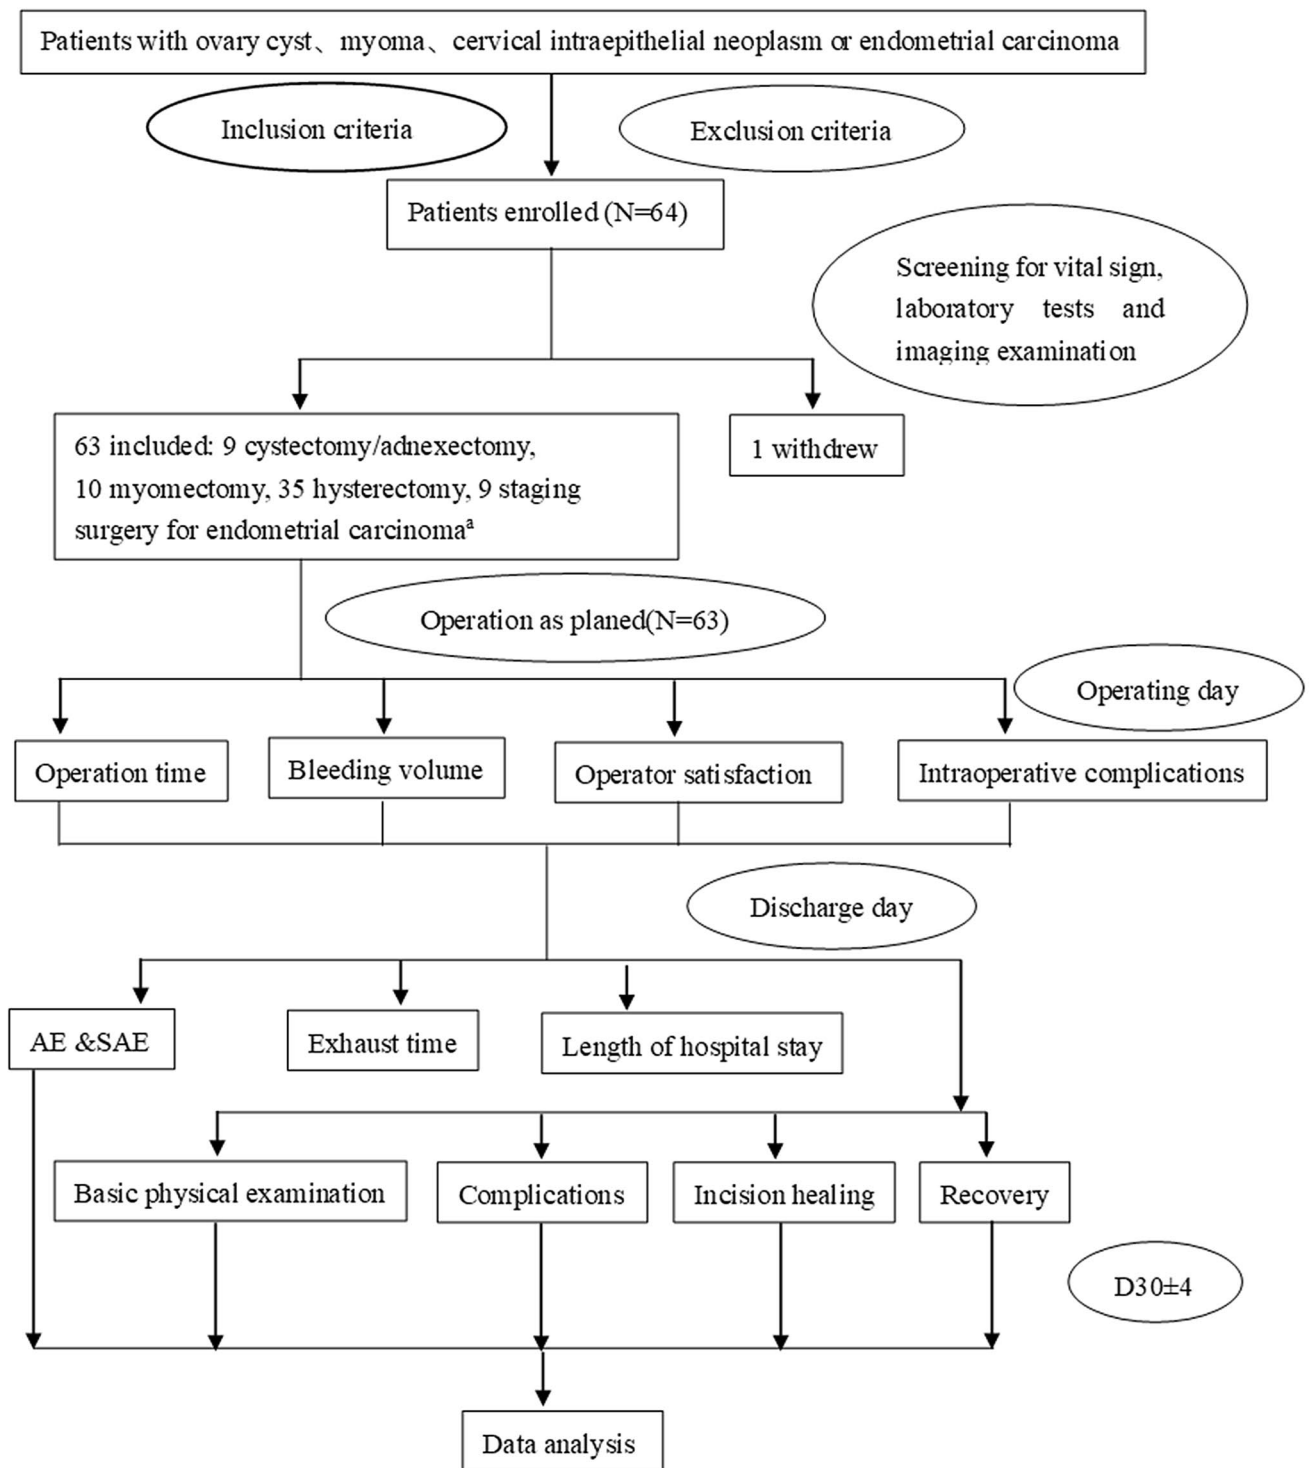 Patients with ovary cyst、myoma、cervical intraepithelial neoplasm or endometrial carcinoma
Inclusion criteria
Exclusion criteria
Patients enrolled (N=64)
Screening for vital sign,
laboratory tests and
imaging examination
63 included: 9 cystectomy/adnexectomy,
10 myomectomy, 35 hysterectomy, 9 staging
surgery for endometrial carcinomaᵃ
1 withdrew
Operation as planed(N=63)
Operating day
Operation time
Bleeding volume
Operator satisfaction
Intraoperative complications
Discharge day
AE &SAE
Exhaust time
Length of hospital stay
Basic physical examination
Complications
Incision healing
Recovery
D30±4
Data analysis